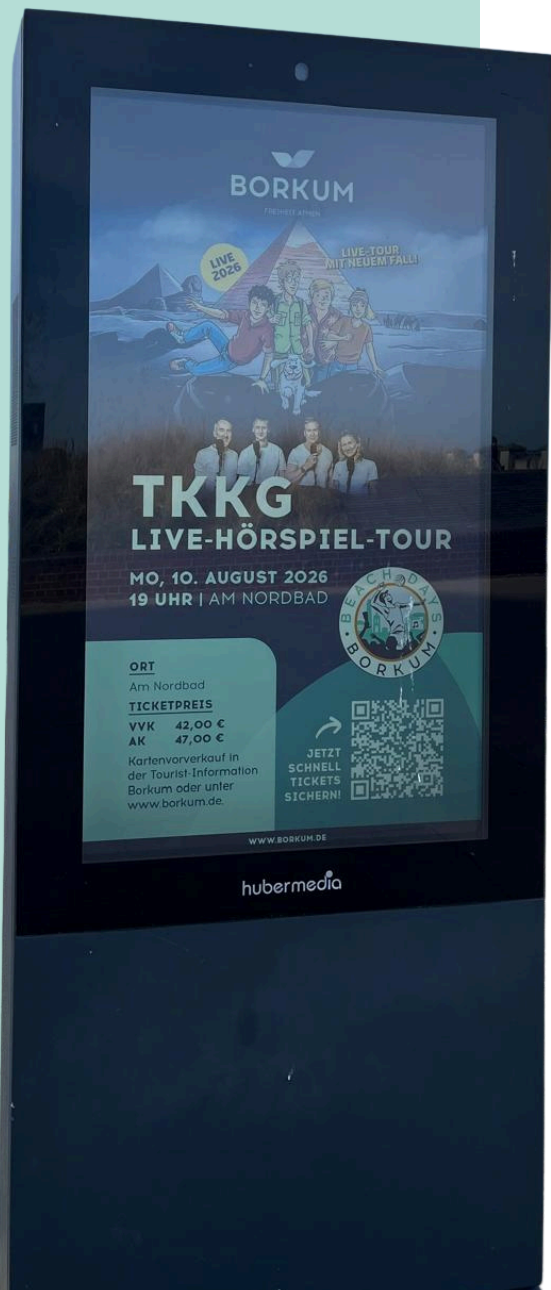 BORKUM
FREIHEIT ATMEN
LIVE
2026
LIVE-TOUR
MIT NEUEM FALL!
TKKG
LIVE-HÖRSPIEL-TOUR
MO, 10. AUGUST 2026
19 UHR | AM NORDBAD
BEACH DAYS
BORKUM
ORT
Am Nordbad
TICKETPREIS
VVK 42,00 €
AK 47,00 €
Kartenvorverkauf in
der Tourist-Information
Borkum oder unter
www.borkum.de.
JETZT
SCHNELL
TICKETS
SICHERN!
WWW.BORKUM.DE
hubermedia